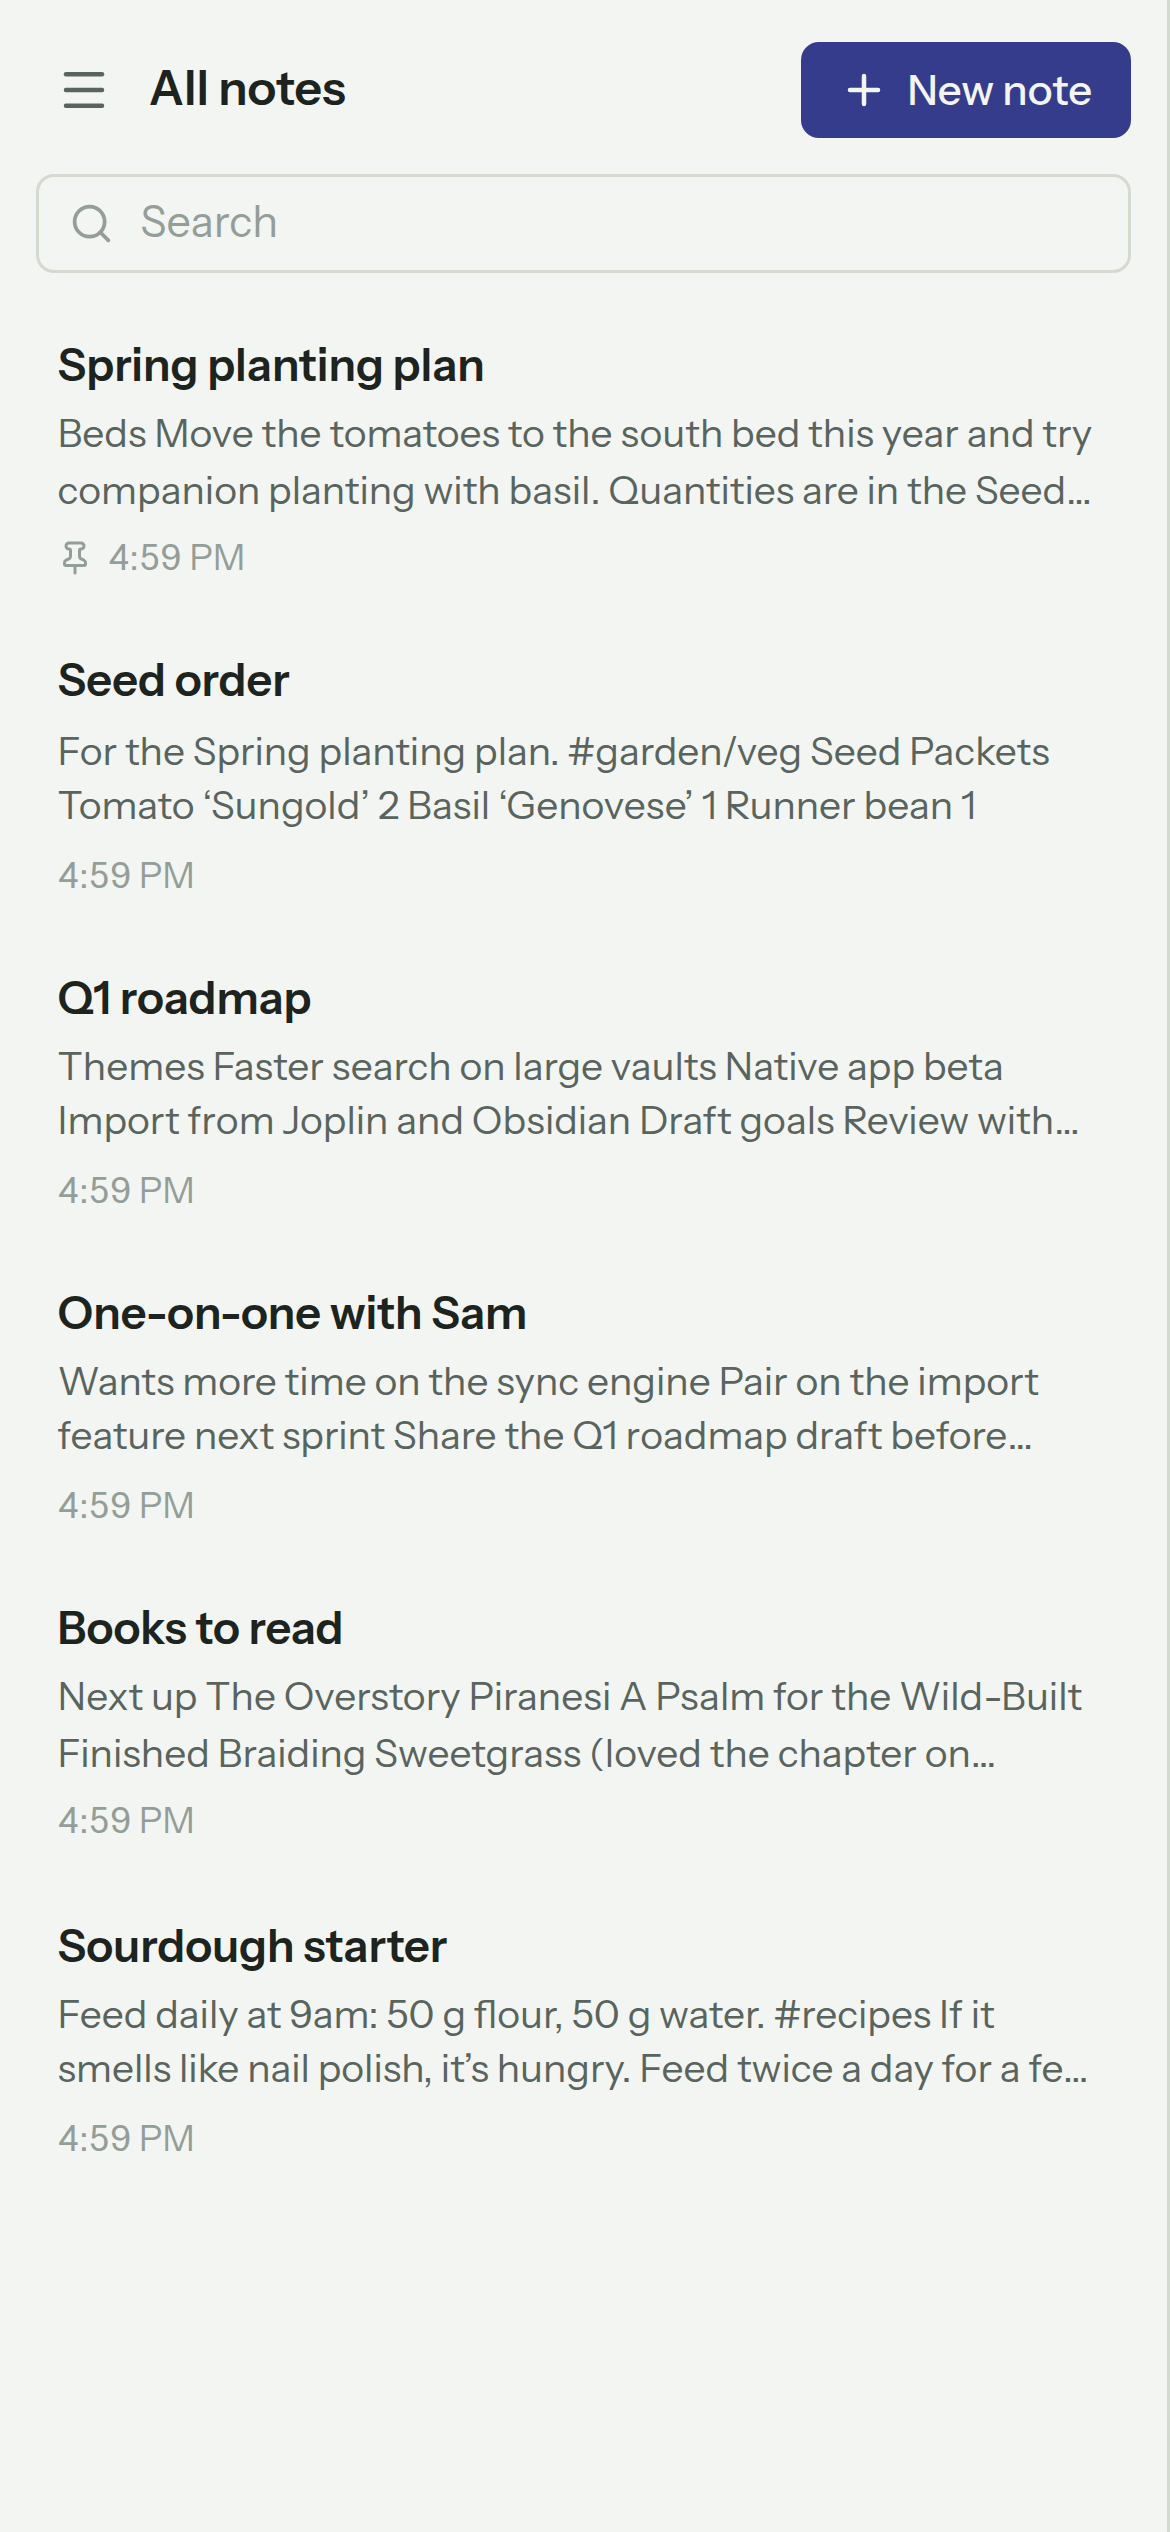 All notes
New note
Search
Spring planting plan
Beds Move the tomatoes to the south bed this year and try
companion planting with basil. Quantities are in the Seed...
4:59 PM
Seed order
For the Spring planting plan. #garden/veg Seed Packets
Tomato ‘Sungold’ 2 Basil ‘Genovese’ 1 Runner bean 1
4:59 PM
Q1 roadmap
Themes Faster search on large vaults Native app beta
Import from Joplin and Obsidian Draft goals Review with...
4:59 PM
One-on-one with Sam
Wants more time on the sync engine Pair on the import
feature next sprint Share the Q1 roadmap draft before...
4:59 PM
Books to read
Next up The Overstory Piranesi A Psalm for the Wild-Built
Finished Braiding Sweetgrass (loved the chapter on...
4:59 PM
Sourdough starter
Feed daily at 9am: 50 g flour, 50 g water. #recipes If it
smells like nail polish, it’s hungry. Feed twice a day for a fe...
4:59 PM